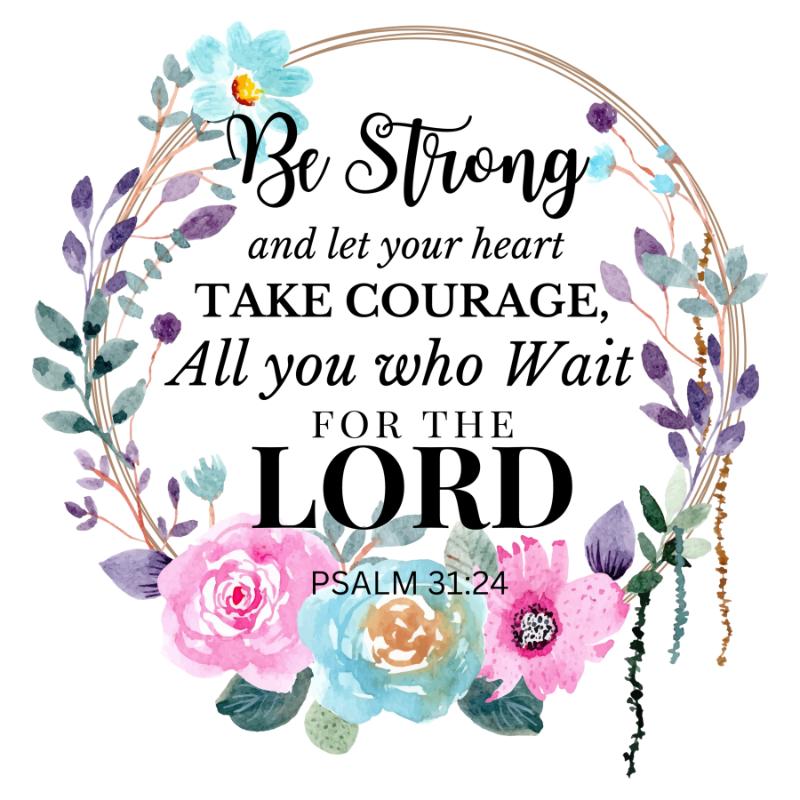 Be Strong
and let your heart
TAKE COURAGE,
All you who Wait
FOR THE
LORD
PSALM 31:24